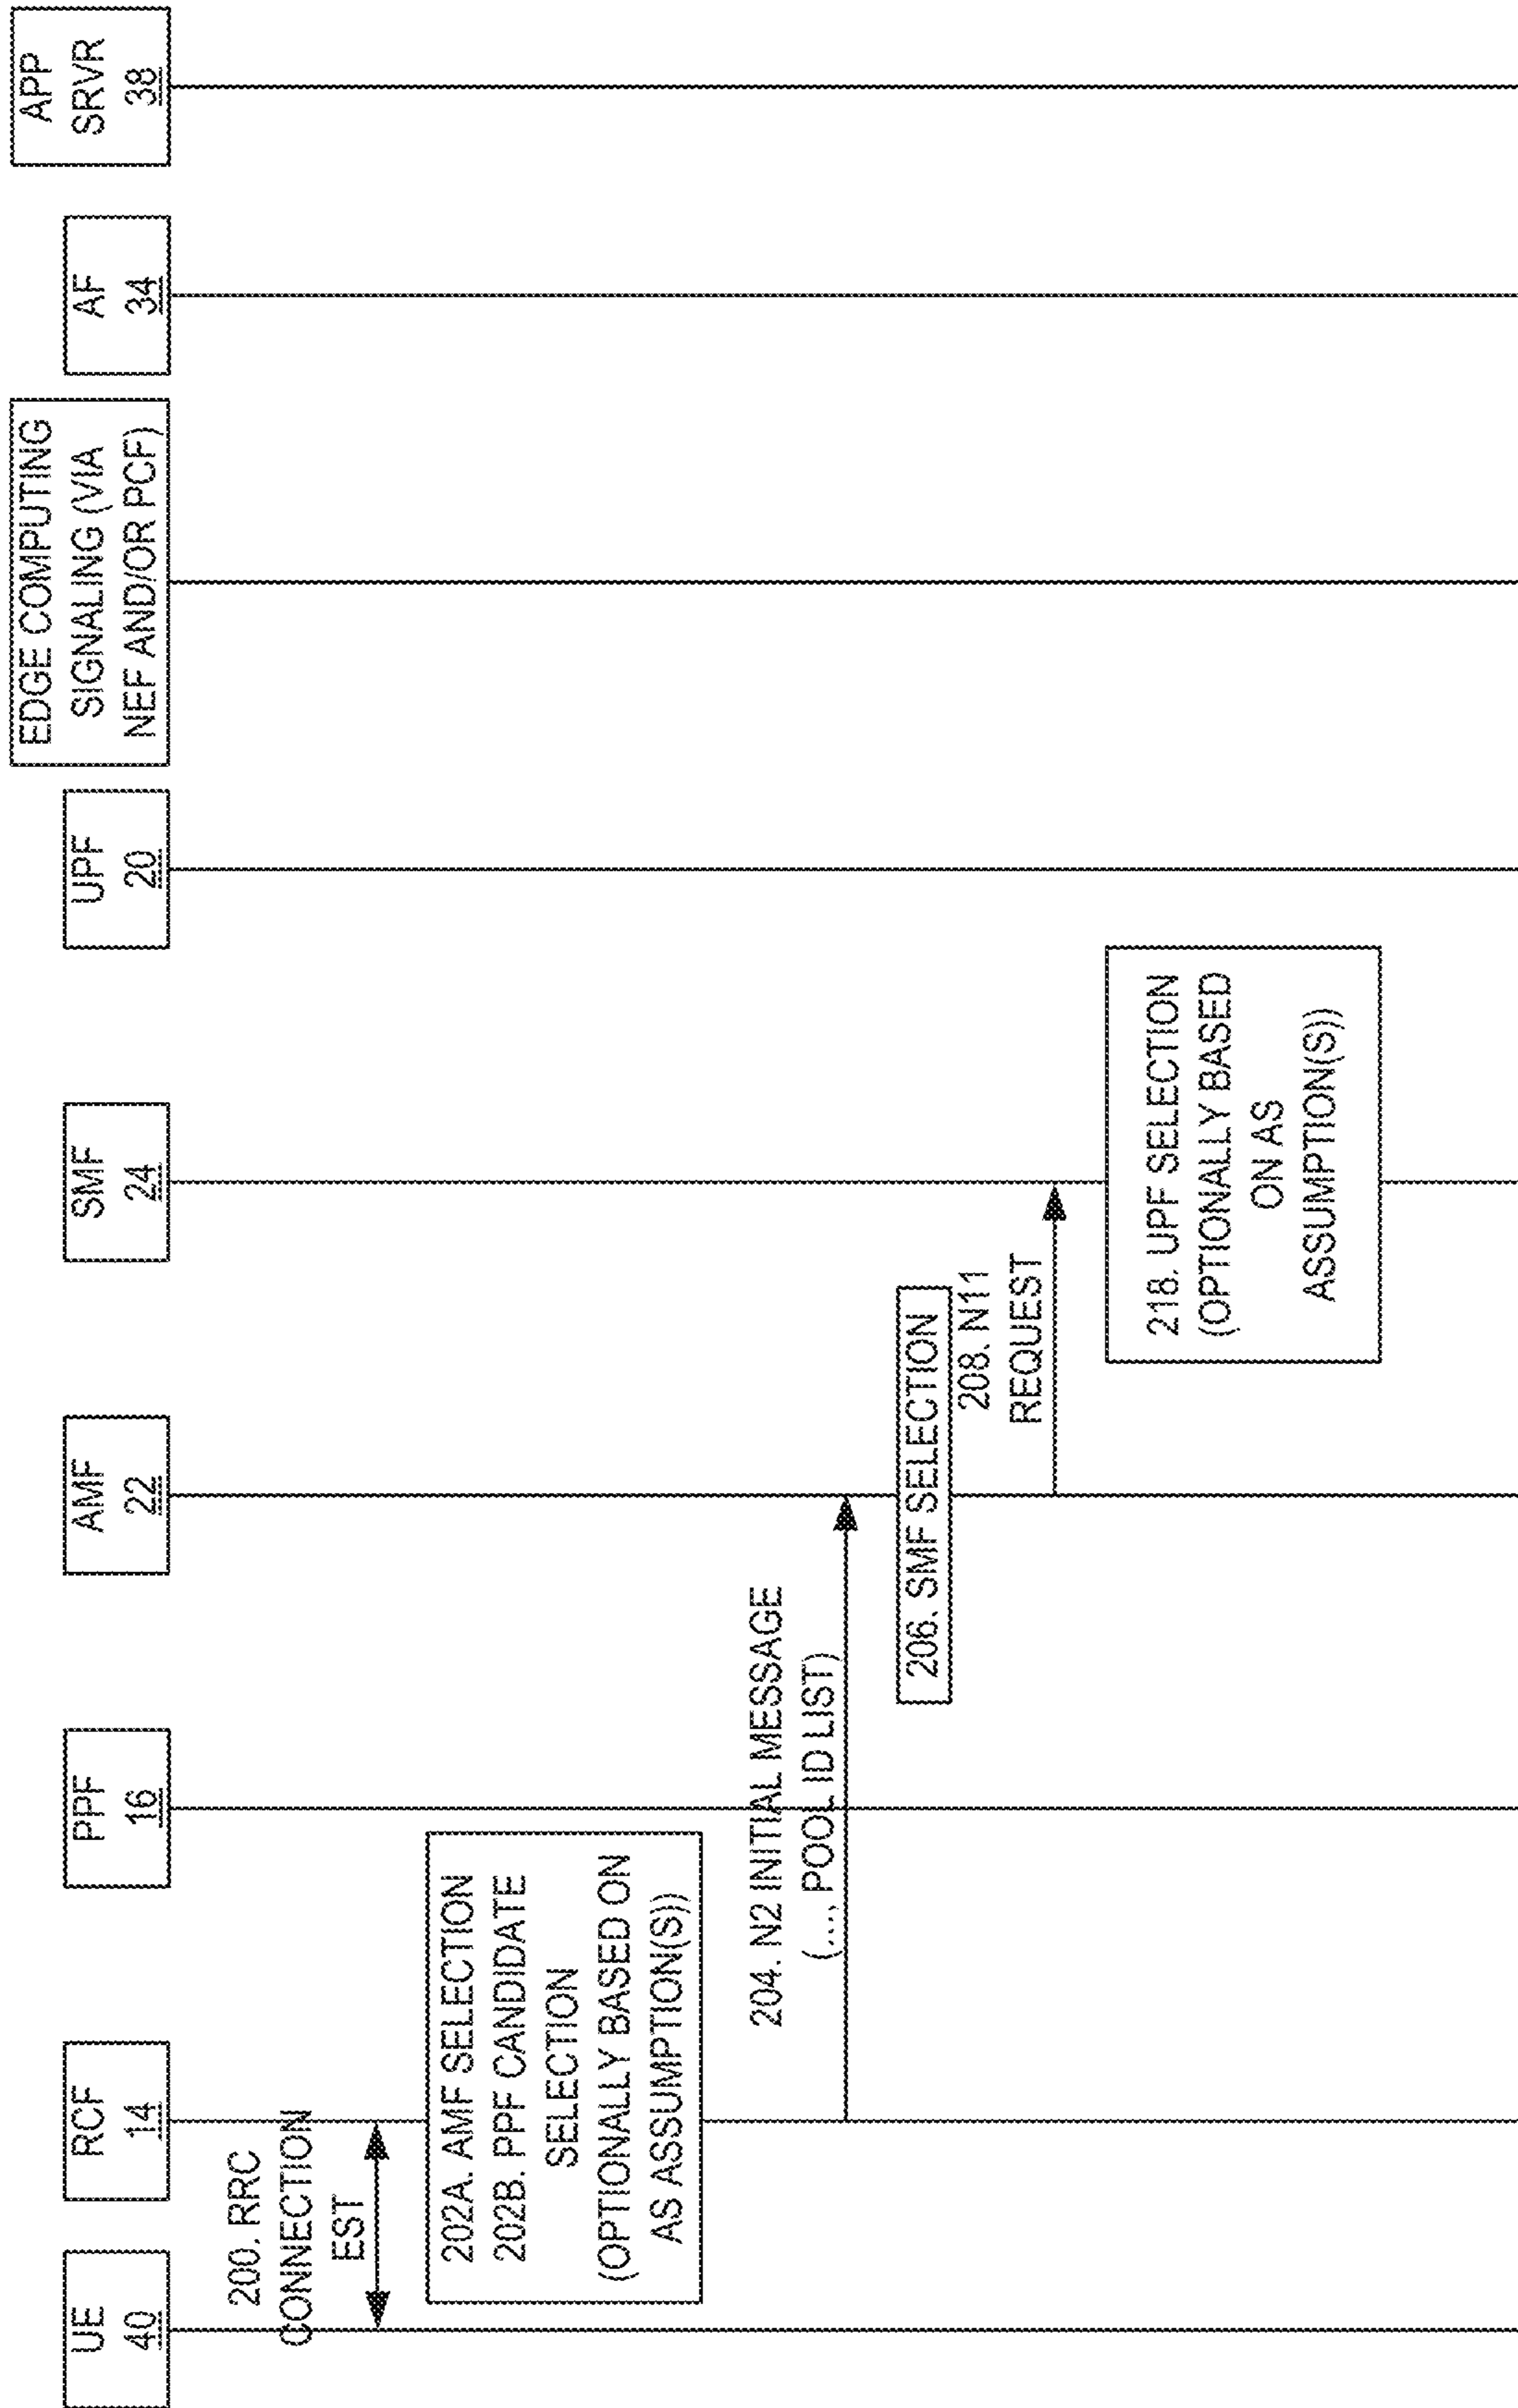 UE
40
RCF
14
PPF
16
AMF
22
SMF
24
UPF
20
EDGE COMPUTING
SIGNALING (VIA
NEF AND/OR PCF)
AF
34
APP
SRVR
38
200. RRC
CONNECTION
EST
202A. AMF SELECTION
202B. PPF CANDIDATE
SELECTION
(OPTIONALLY BASED ON
AS ASSUMPTION(S))
204. N2 INITIAL MESSAGE
(..., POOL ID LIST)
206. SMF SELECTION
208. N11
REQUEST
218. UPF SELECTION
(OPTIONALLY BASED
ON AS
ASSUMPTION(S))